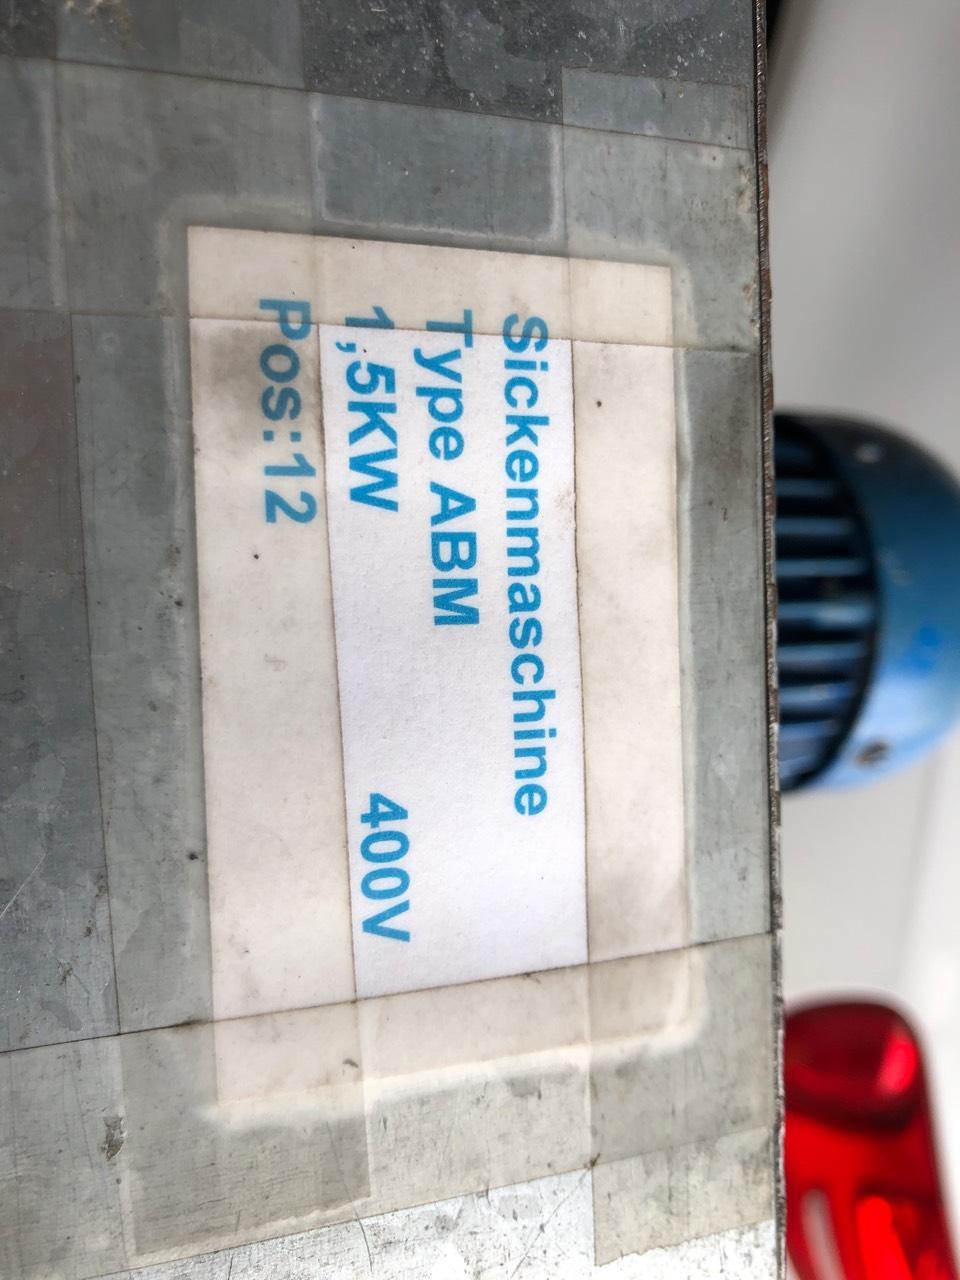 Sickenmaschine
Type ABM
1,5KW 400V
Pos:12